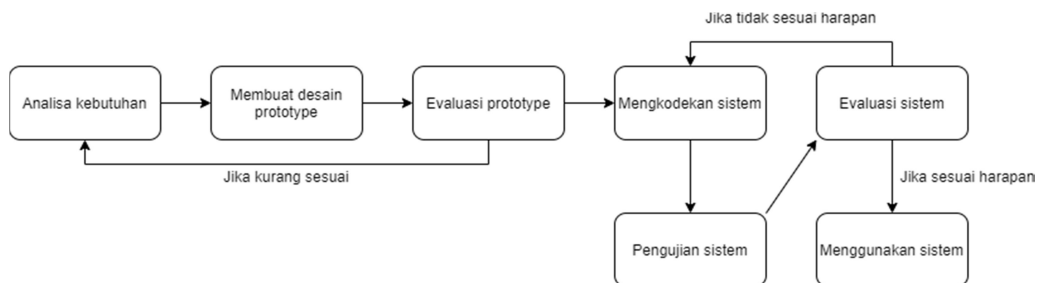 Jika tidak sesuai harapan
Analisa kebutuhan
Membuat desain
prototype
Evaluasi prototype
Mengkodekan sistem
Evaluasi sistem
Jika kurang sesuai
Jika sesuai harapan
Pengujian sistem
Menggunakan sistem